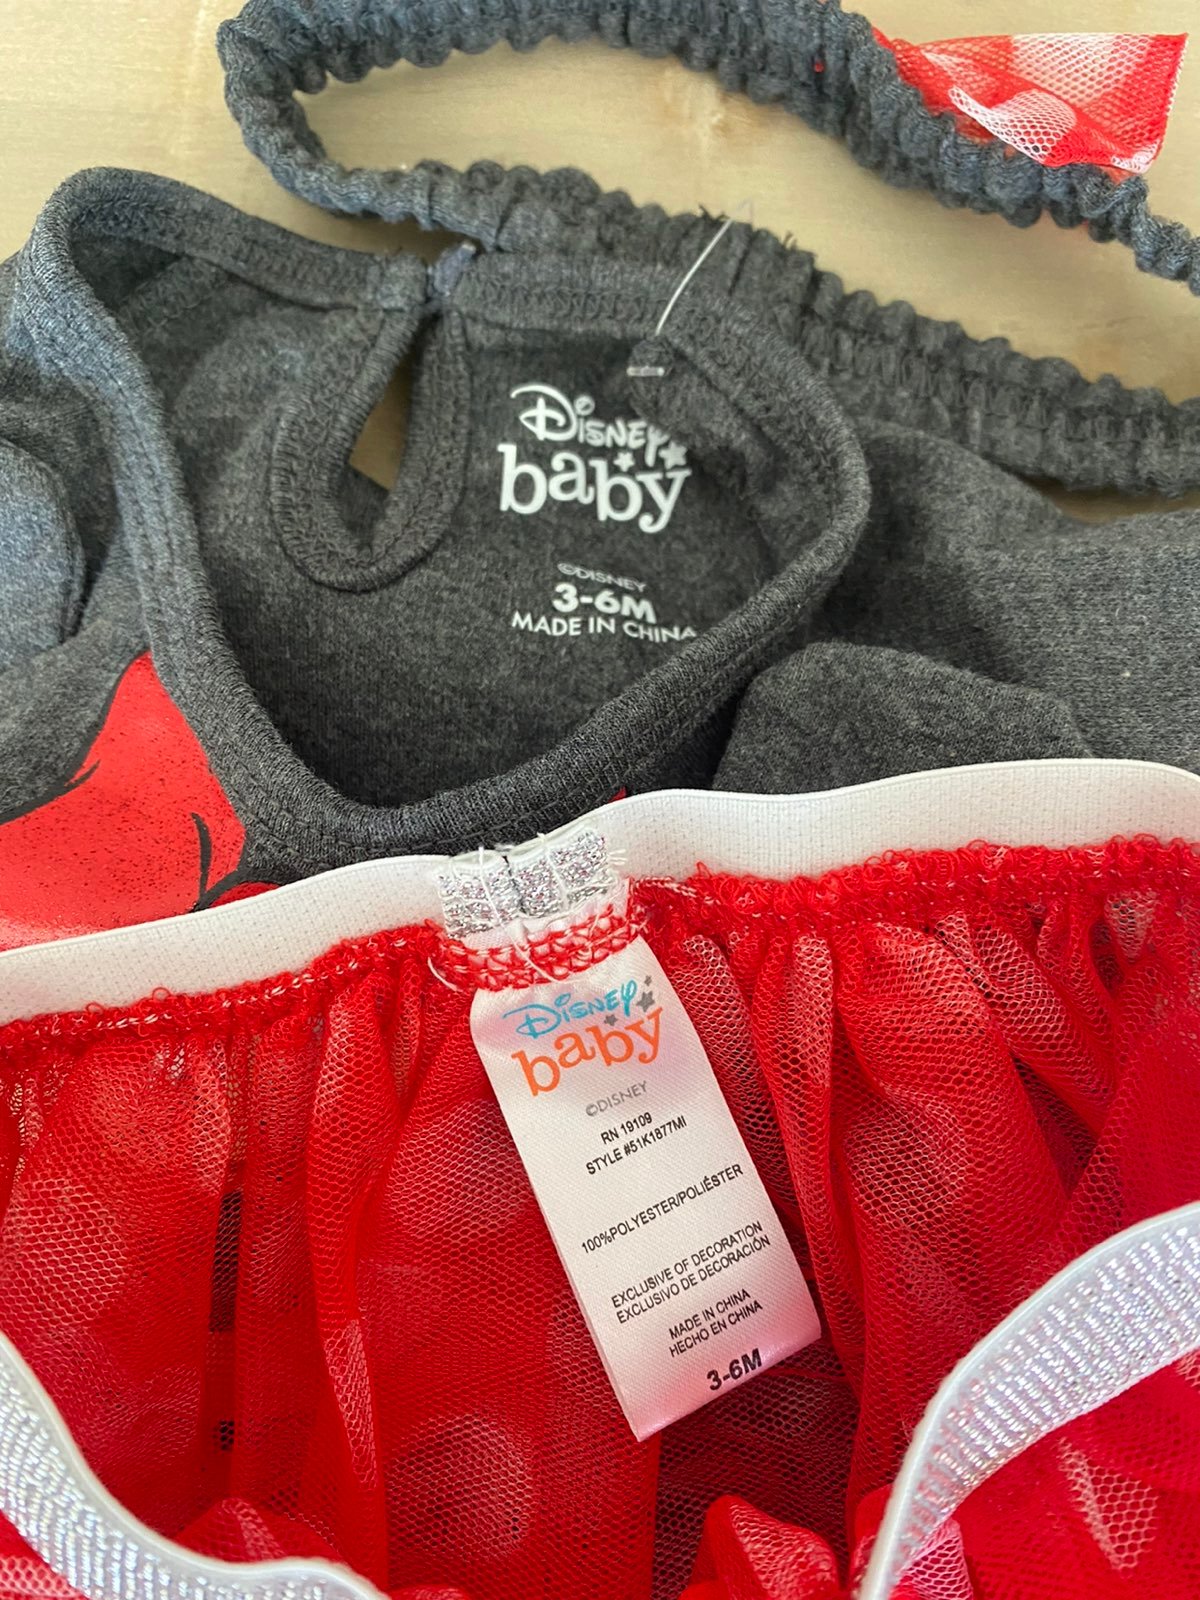 Disney
baby
©DISNEY
3-6M
MADE IN CHINA
Disney
baby
©DISNEY
RN 19109
STYLE #51K1877MI
100%POLYESTER/POLIÉSTER
EXCLUSIVE OF DECORATION
EXCLUSIVO DE DECORACIÓN
MADE IN CHINA
HECHO EN CHINA
3-6M